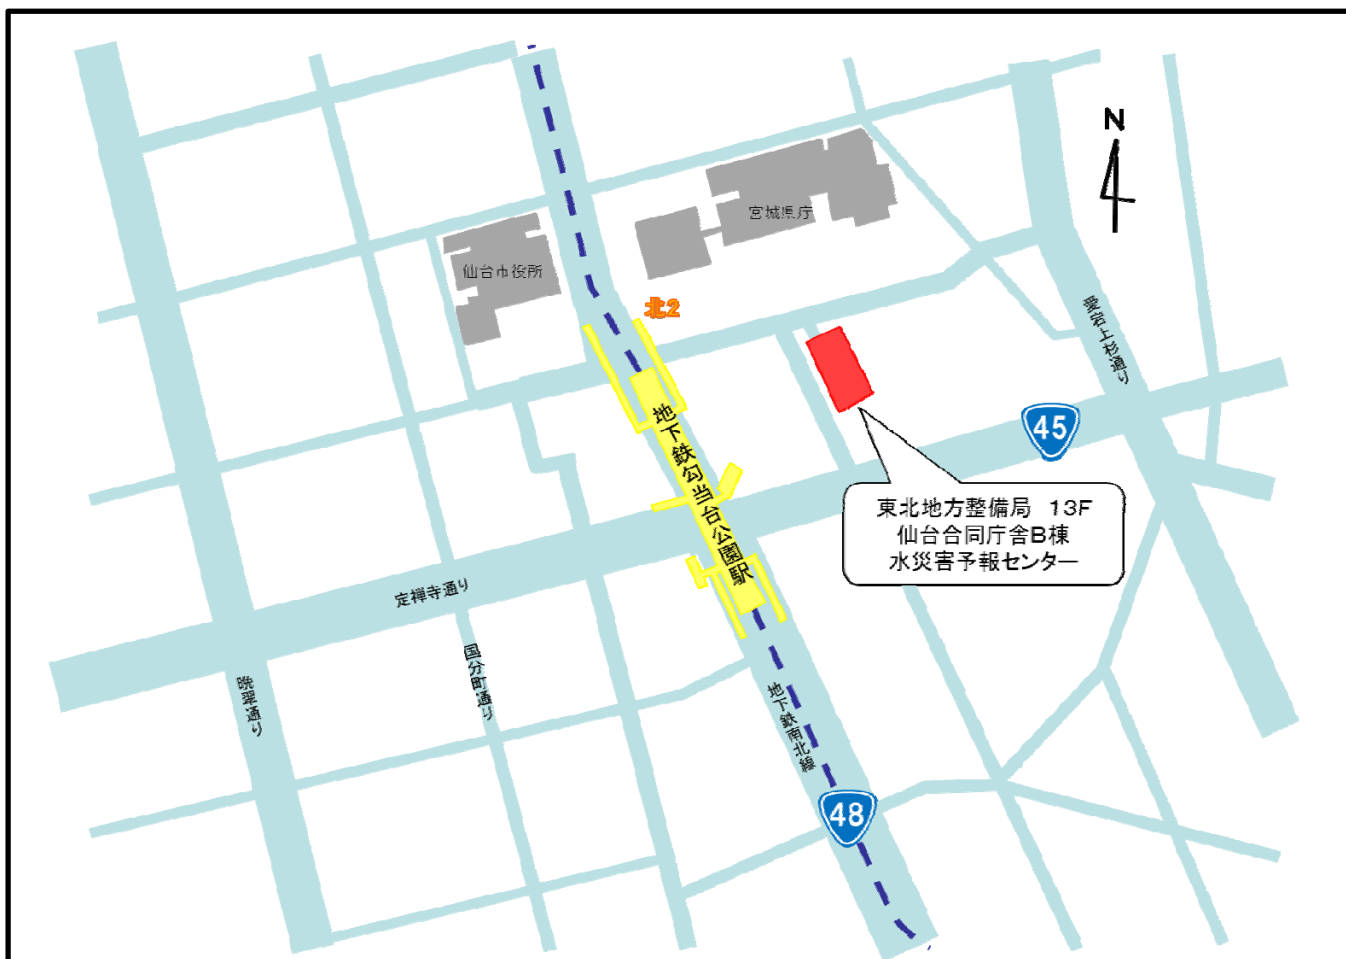 N
宮城県庁
仙台市役所
北2
愛宕上杉通り
地下鉄勾当台公園駅
45
東北地方整備局　13F
仙台合同庁舎B棟
水災害予報センター
定禅寺通り
国分町通り
晩翠通り
地下鉄南北線
48